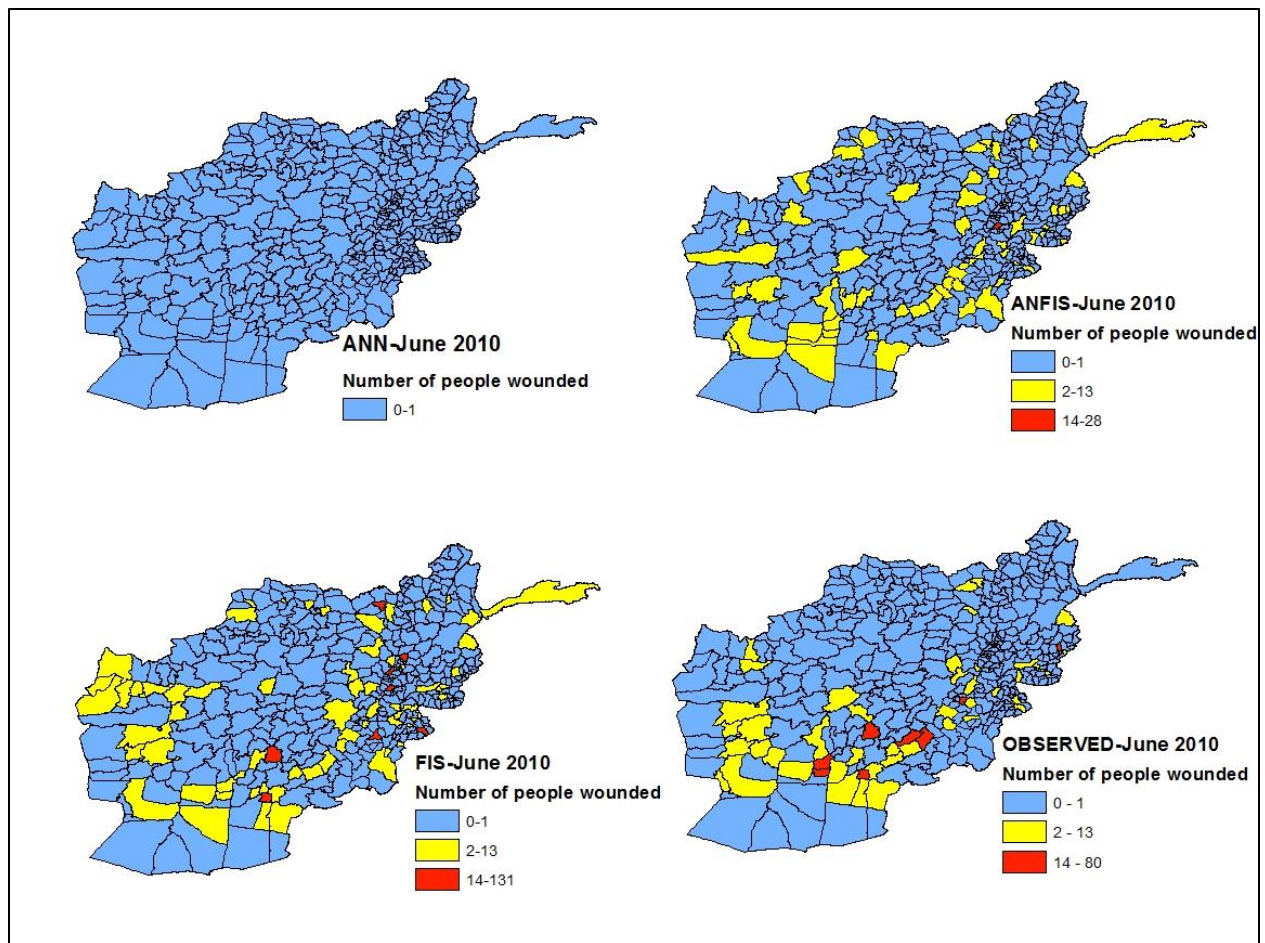 ANN-June 2010
Number of people wounded
0-1
ANFIS-June 2010
Number of people wounded
0-1
2-13
14-28
FIS-June 2010
Number of people wounded
0-1
2-13
14-131
OBSERVED-June 2010
Number of people wounded
0 - 1
2 - 13
14 - 80